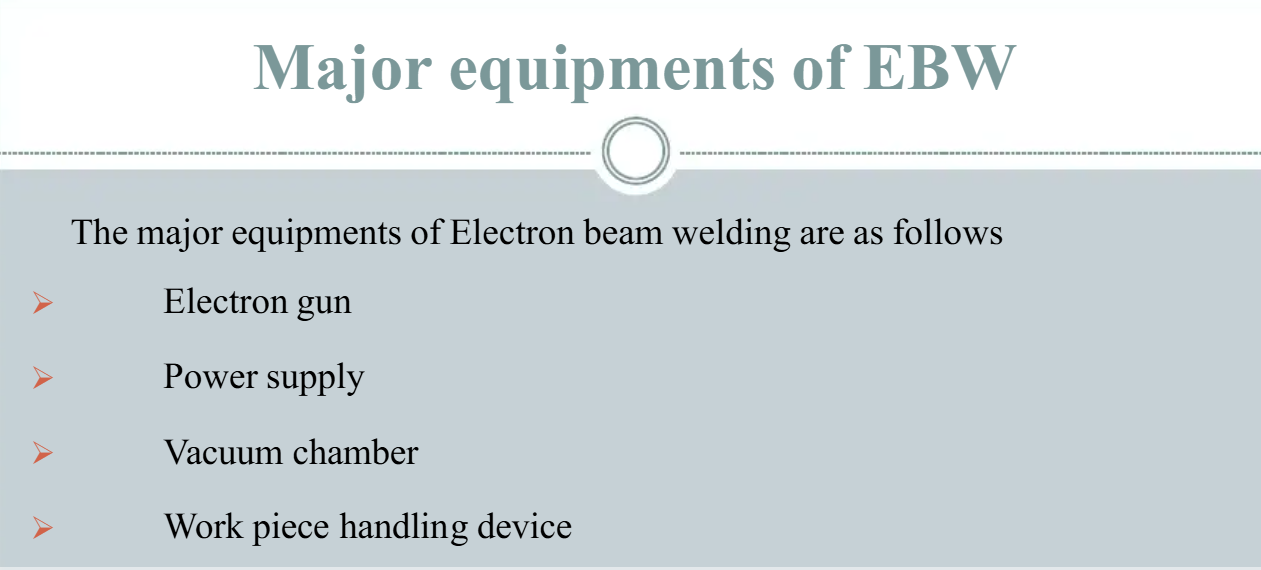 Major equipments of EBW
The major equipments of Electron beam welding are as follows
Electron gun
Power supply
Vacuum chamber
Work piece handling device